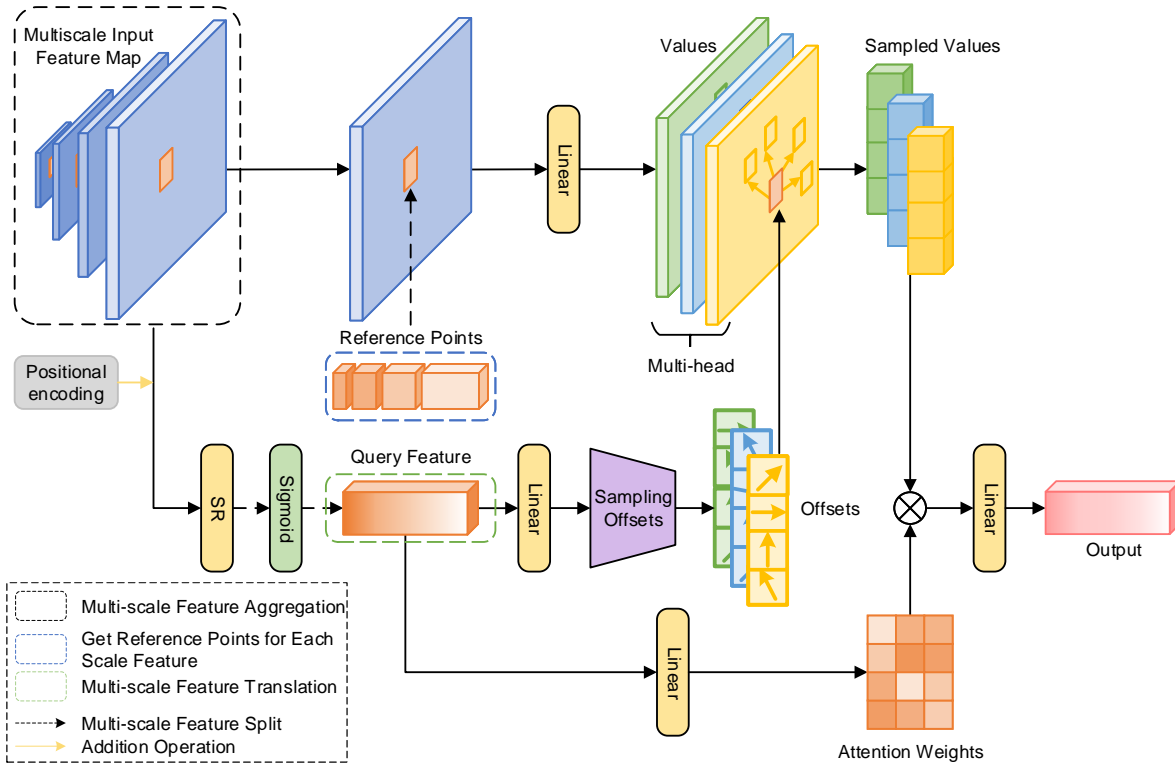 Multiscale Input
Feature Map
Values
Sampled Values
Linear
Reference Points
Multi-head
Positional
encoding
SR
Sigmoid
Query Feature
Linear
Sampling
Offsets
Offsets
Linear
Output
Linear
Attention Weights
Multi-scale Feature Aggregation
Get Reference Points for Each
Scale Feature
Multi-scale Feature Translation
Multi-scale Feature Split
Addition Operation